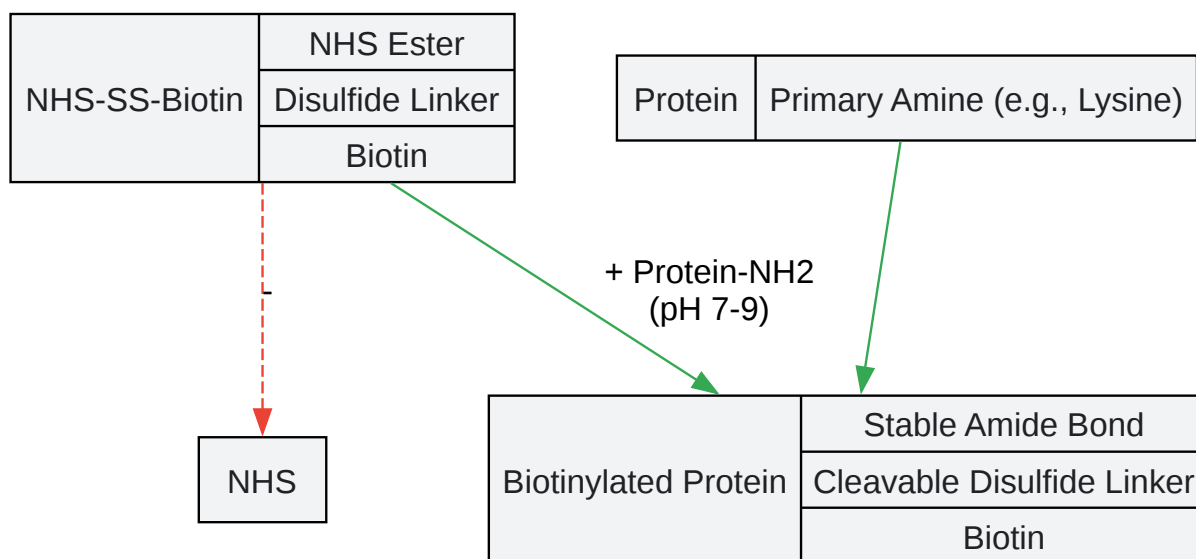 NHS-SS-Biotin
NHS Ester
Disulfide Linker
Biotin
Protein
Primary Amine (e.g., Lysine)
+ Protein-NH2
(pH 7-9)
-
NHS
Biotinylated Protein
Stable Amide Bond
Cleavable Disulfide Linker
Biotin